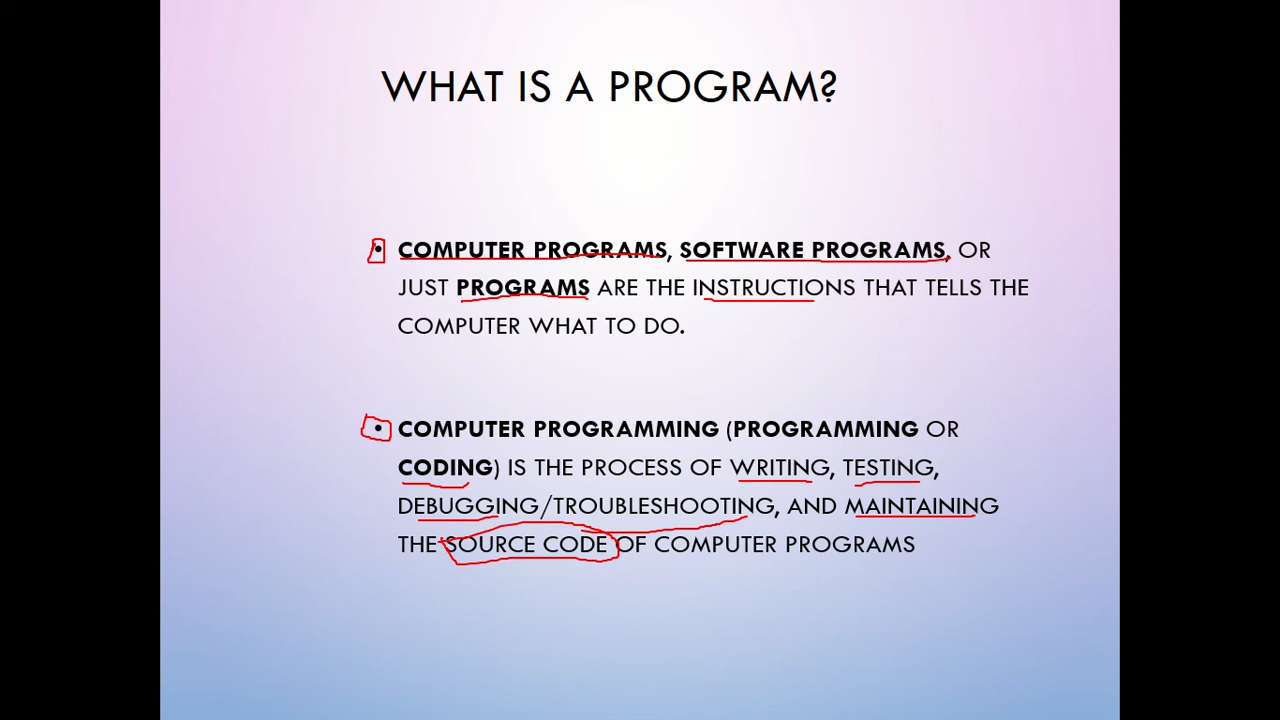 WHAT IS A PROGRAM?
• COMPUTER PROGRAMS, SOFTWARE PROGRAMS, OR
JUST PROGRAMS ARE THE INSTRUCTIONS THAT TELLS THE
COMPUTER WHAT TO DO.
• COMPUTER PROGRAMMING (PROGRAMMING OR
CODING) IS THE PROCESS OF WRITING, TESTING,
DEBUGGING/TROUBLESHOOTING, AND MAINTAINING
THE SOURCE CODE OF COMPUTER PROGRAMS